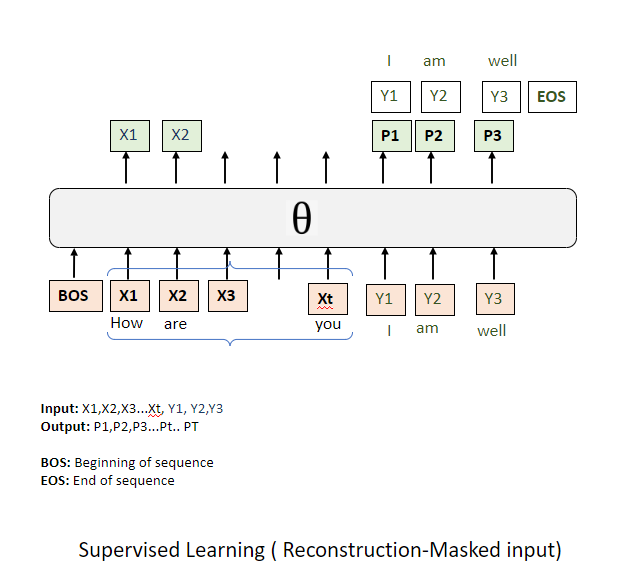 I am well
Y1 Y2 Y3 EOS
X1 X2 P1 P2 P3
θ
BOS X1 X2 X3 Xt Y1 Y2 Y3
How are you I am well
Input: X1,X2,X3...Xt, Y1, Y2,Y3
Output: P1,P2,P3...Pt.. PT
BOS: Beginning of sequence
EOS: End of sequence
Supervised Learning ( Reconstruction-Masked input)